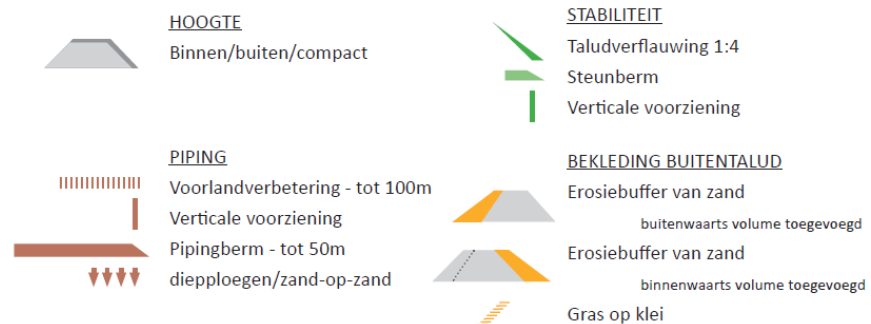 HOOGTE
Binnen/buiten/compact
STABILITEIT
Taludverflauwing 1:4
Steunberm
Verticale voorziening
PIPING
Voorlandverbetering - tot 100m
Verticale voorziening
Pipingberm - tot 50m
diepploegen/zand-op-zand
BEKLEDING BUITENTALUD
Erosiebuffer van zand
buitenwaarts volume toegevoegd
Erosiebuffer van zand
binnenwaarts volume toegevoegd
Gras op klei